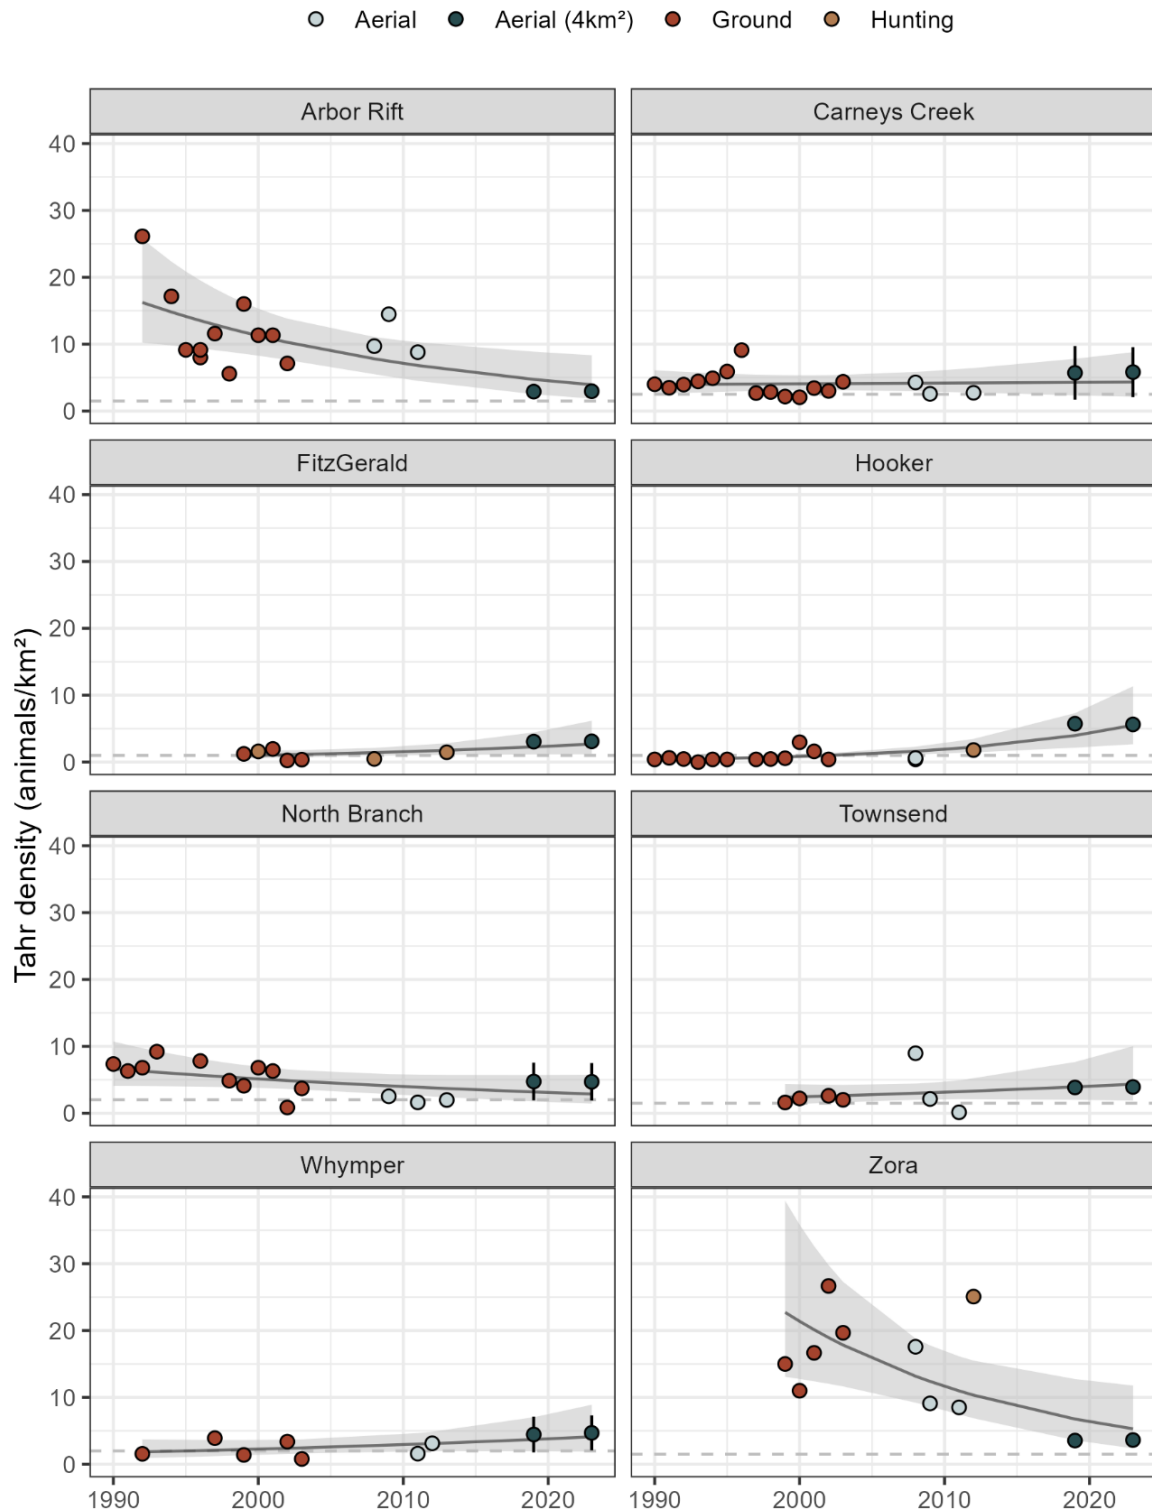 Aerial Aerial (4km²) Ground Hunting
Arbor Rift Carneys Creek
40
30
20
10
0
FitzGerald Hooker
40
30
20
10
0
North Branch Townsend
40
30
20
10
0
Whymper Zora
40
30
20
10
0
1990 2000 2010 2020 1990 2000 2010 2020
Tahr density (animals/km²)